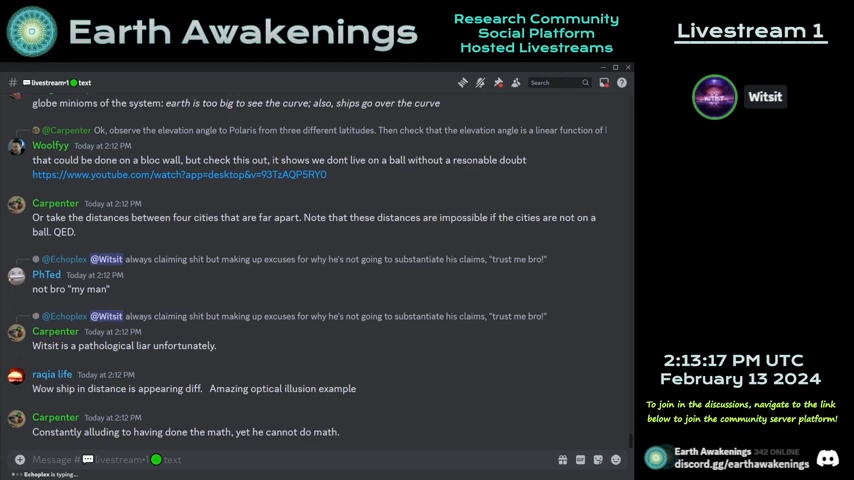 Earth Awakenings
Research Community
Social Platform
Hosted Livestreams
Livestream 1
# livestream•1 text
Search
globe minioms of the system: earth is too big to see the curve; also, ships go over the curve
@Carpenter Ok, observe the elevation angle to Polaris from three different latitudes. Then check that the elevation angle is a linear function of
Woolfyy Today at 2:12 PM
that could be done on a bloc wall, but check this out, it shows we dont live on a ball without a resonable doubt
https://www.youtube.com/watch?app=desktop&v=93TzAQP5RY0
Carpenter Today at 2:12 PM
Or take the distances between four cities that are far apart. Note that these distances are impossible if the cities are not on a
ball. QED.
@Echoplex @Witsit always claiming shit but making up excuses for why he's not going to substantiate his claims, "trust me bro!"
PhTed Today at 2:12 PM
not bro "my man"
@Echoplex @Witsit always claiming shit but making up excuses for why he's not going to substantiate his claims, "trust me bro!"
Carpenter Today at 2:12 PM
Witsit is a pathological liar unfortunately.
raqia life Today at 2:12 PM
Wow ship in distance is appearing diff. Amazing optical illusion example
Carpenter Today at 2:12 PM
Constantly alluding to having done the math, yet he cannot do math.
Message # livestream•1 text
GIF
Echoplex is typing...
WITSIT
Witsit
2:13:17 PM UTC
February 13 2024
To join in the discussions, navigate to the link
below to join the community server platform!
Earth Awakenings 342 ONLINE
discord.gg/earthawakenings